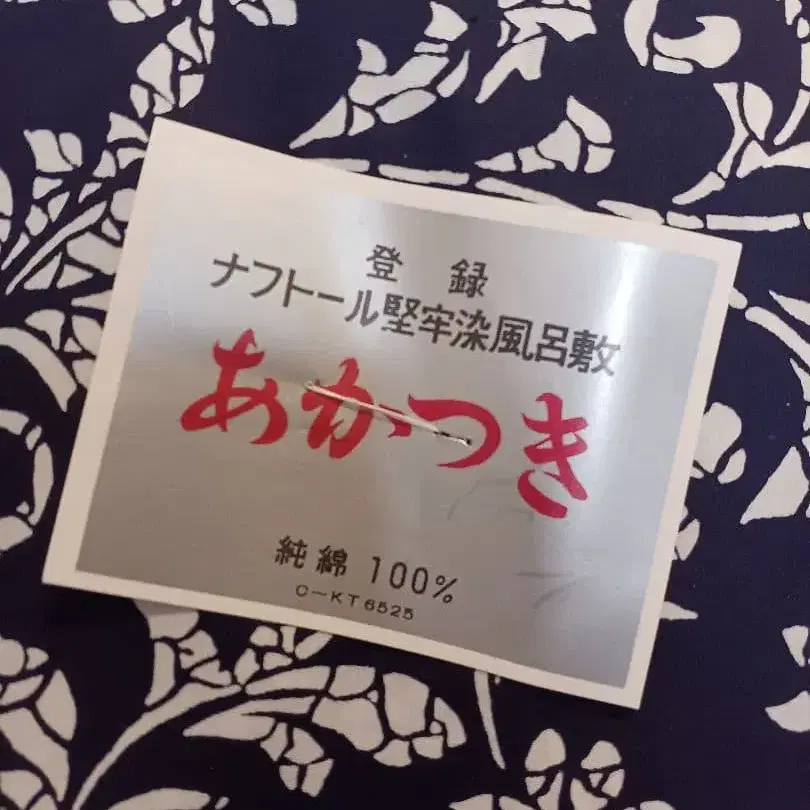 登 録
ナフトール堅牢染風呂敷
あかつき
純綿 100%
C-KT6525